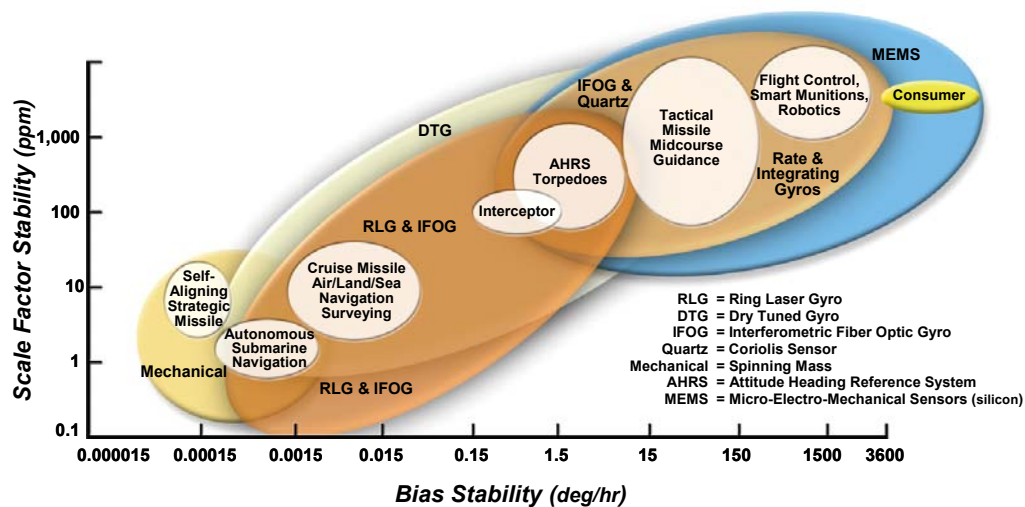 Scale Factor Stability (ppm)
1,000
100
10
1
0.1
0.000015
0.00015
0.0015
0.015
0.15
1.5
15
150
1500
3600
Bias Stability (deg/hr)
MEMS
Consumer
Flight Control,
Smart Munitions,
Robotics
IFOG &
Quartz
Tactical
Missile
Midcourse
Guidance
Rate &
Integrating
Gyros
DTG
AHRS
Torpedoes
Interceptor
RLG & IFOG
Cruise Missile
Air/Land/Sea
Navigation
Surveying
Self-
Aligning
Strategic
Missile
Autonomous
Submarine
Navigation
Mechanical
RLG & IFOG
RLG = Ring Laser Gyro
DTG = Dry Tuned Gyro
IFOG = Interferometric Fiber Optic Gyro
Quartz = Coriolis Sensor
Mechanical = Spinning Mass
AHRS = Attitude Heading Reference System
MEMS = Micro-Electro-Mechanical Sensors (silicon)